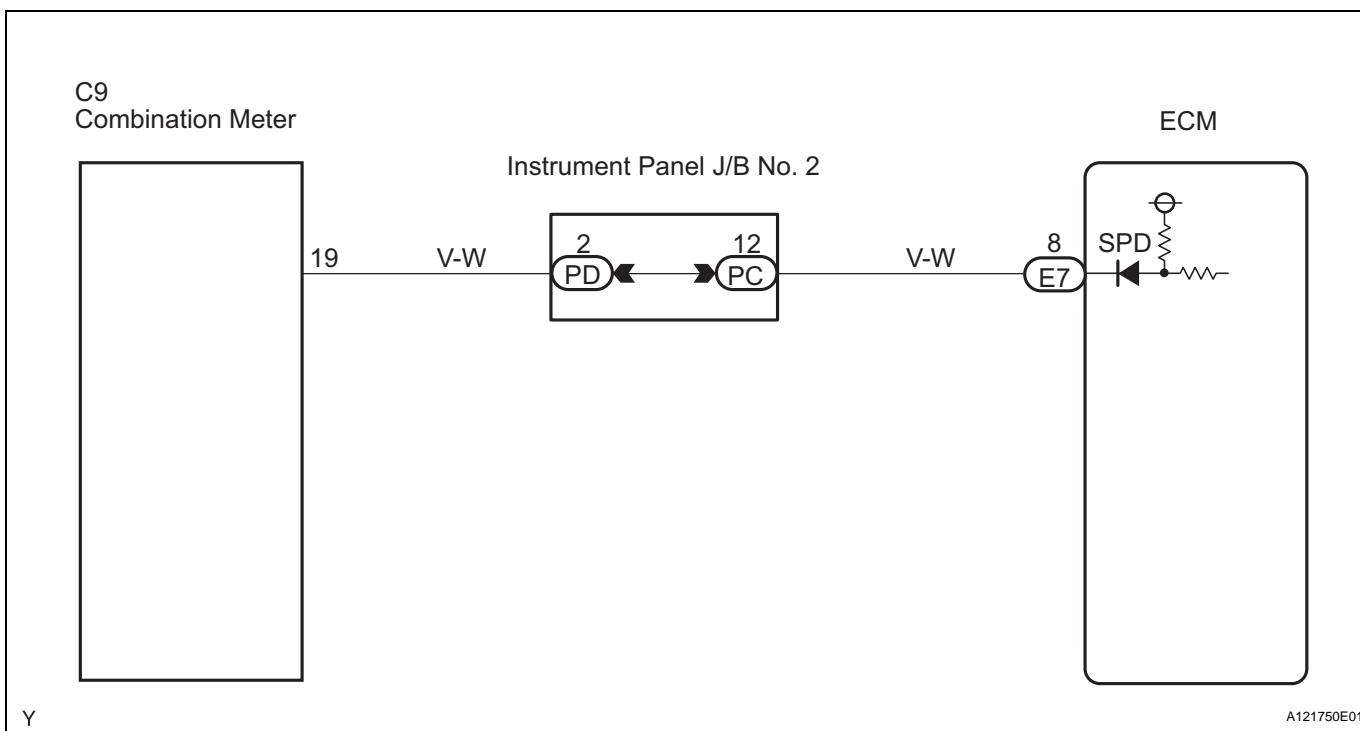 C9
Combination Meter
ECM
Instrument Panel J/B No. 2
19
V-W
2
PD
12
PC
V-W
8
E7
SPD
Y
A121750E01